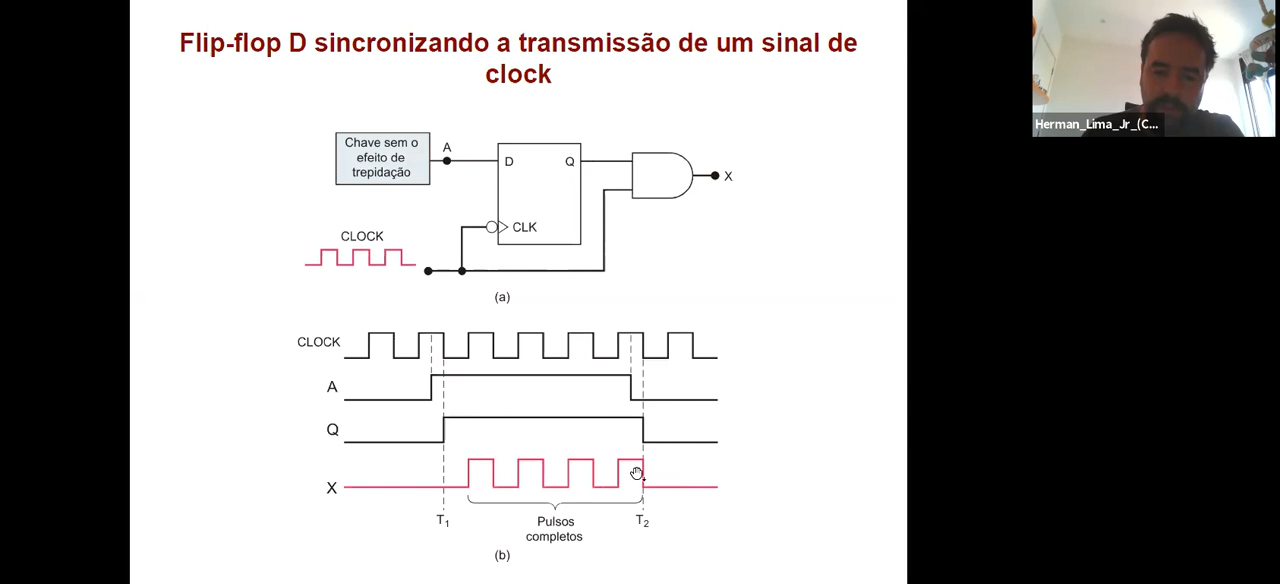 Flip-flop D sincronizando a transmissão de um sinal de
clock
Herman_Lima_Jr_(C...
Chave sem o
efeito de
trepidação
A
D
Q
X
CLK
CLOCK
(a)
CLOCK
A
Q
X
T1
Pulsos
completos
T2
(b)